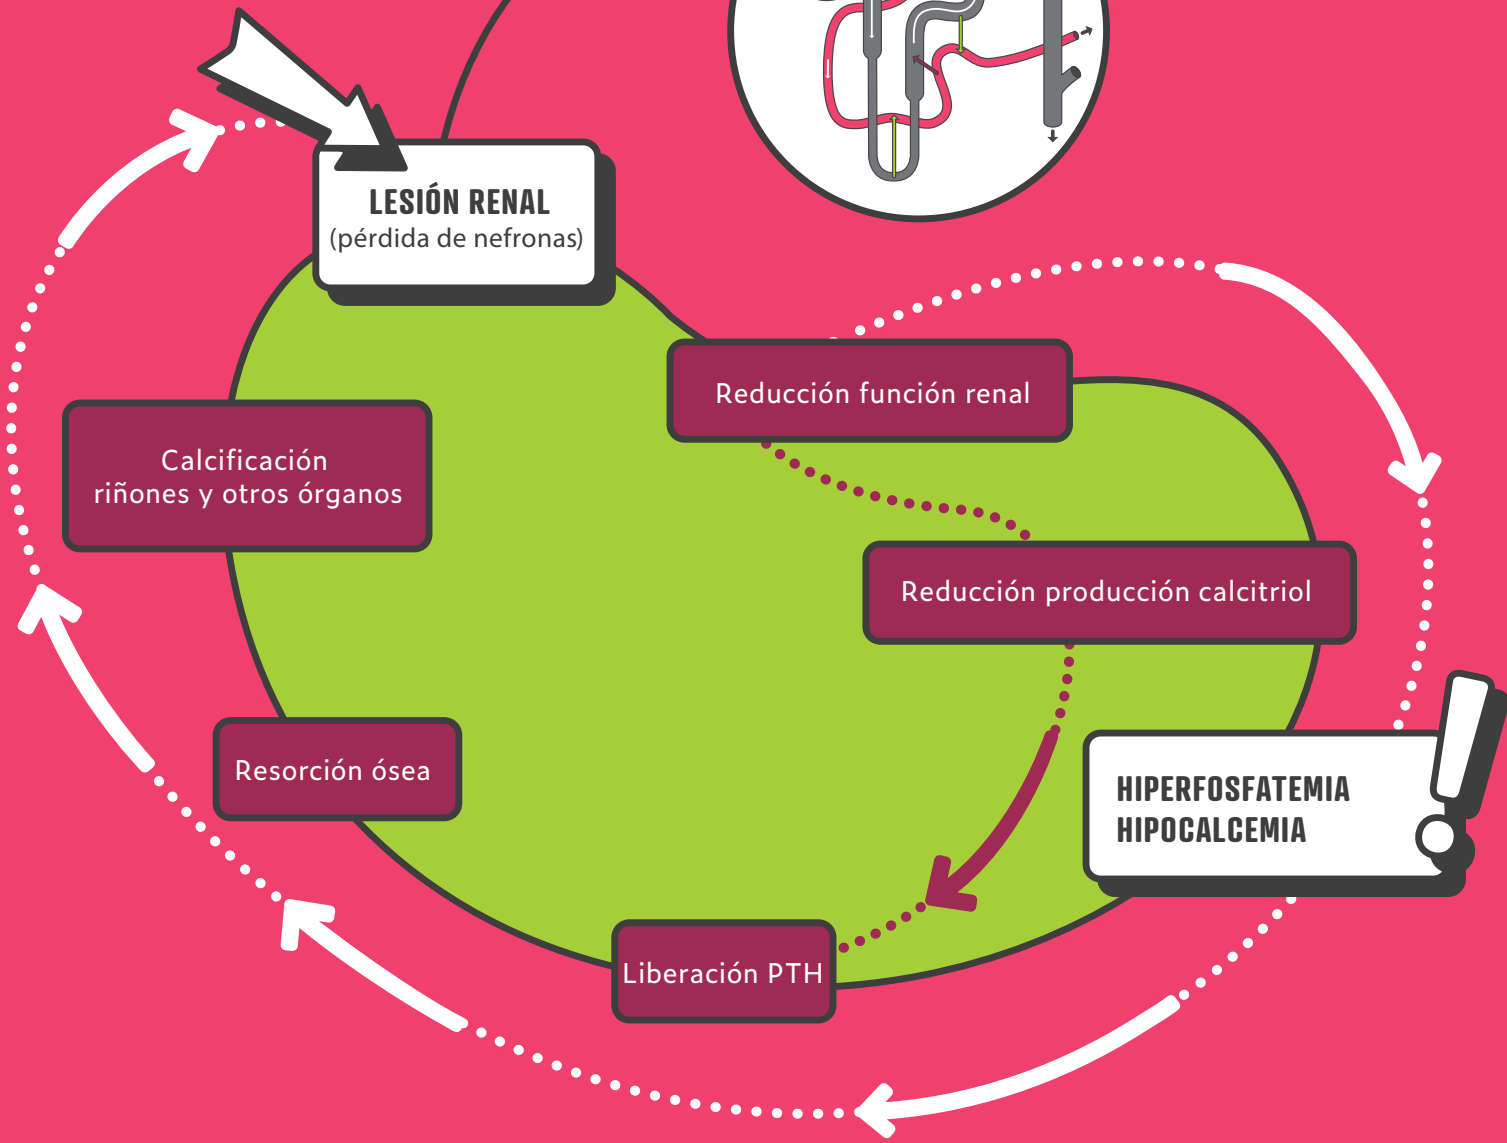 LESIÓN RENAL
(pérdida de nefronas)
Reducción función renal
Calcificación
riñones y otros órganos
Reducción producción calcitriol
Resorción ósea
HIPERFOSFATEMIA
HIPOCALCEMIA
Liberación PTH